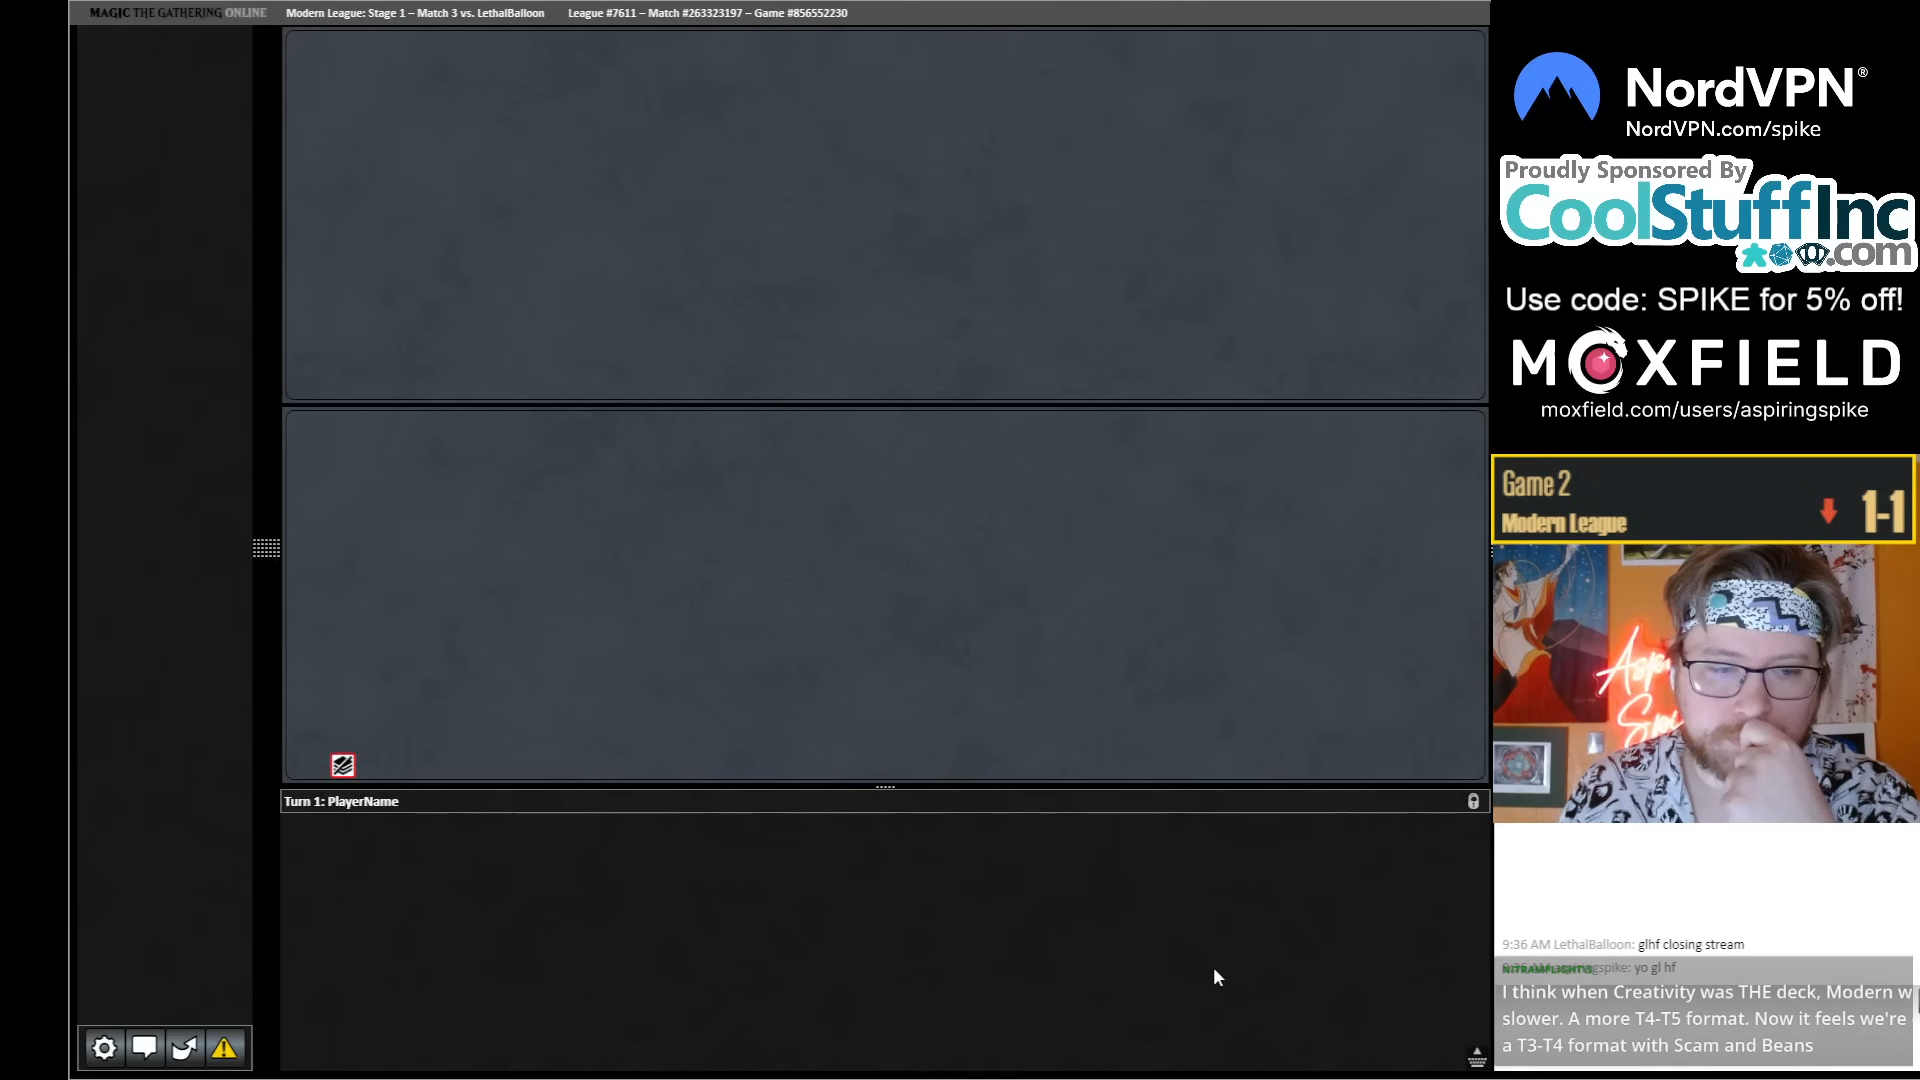 MAGIC THE GATHERING ONLINE
Modern League: Stage 1 – Match 3 vs. LethalBalloon
League #7611 – Match #263323197 – Game #856552230
NordVPN®
NordVPN.com/spike
Proudly Sponsored By
CoolStuffInc
.com
Use code: SPIKE for 5% off!
MOXFIELD
moxfield.com/users/aspiringspike
Game 2
Modern League
1-1
Turn 1: PlayerName
9:36 AM LethalBalloon: glhf closing stream
9:36 AM aspiringspike: yo gl hf
I think when Creativity was THE deck, Modern w
slower. A more T4-T5 format. Now it feels we're
a T3-T4 format with Scam and Beans